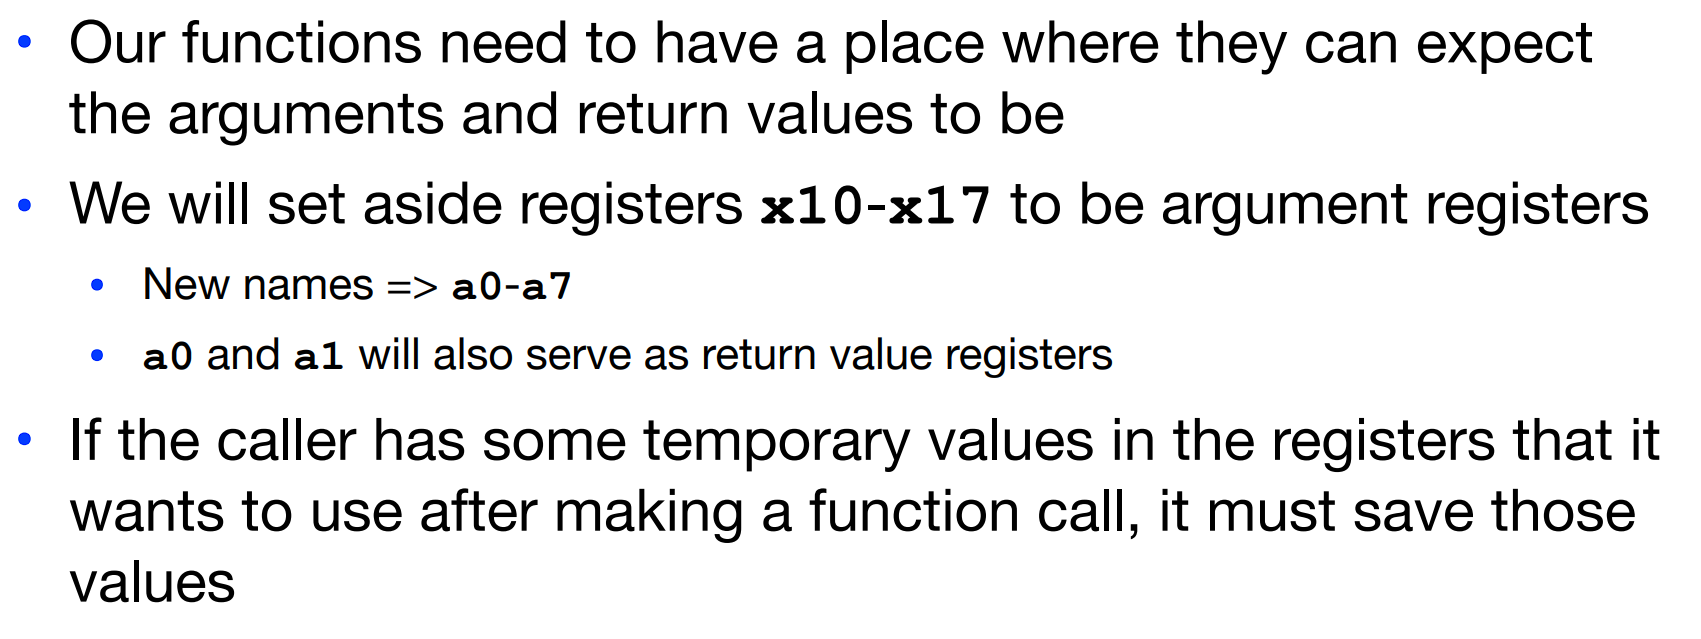 • Our functions need to have a place where they can expect
the arguments and return values to be
• We will set aside registers x10-x17 to be argument registers
• New names => a0-a7
• a0 and a1 will also serve as return value registers
• If the caller has some temporary values in the registers that it
wants to use after making a function call, it must save those
values